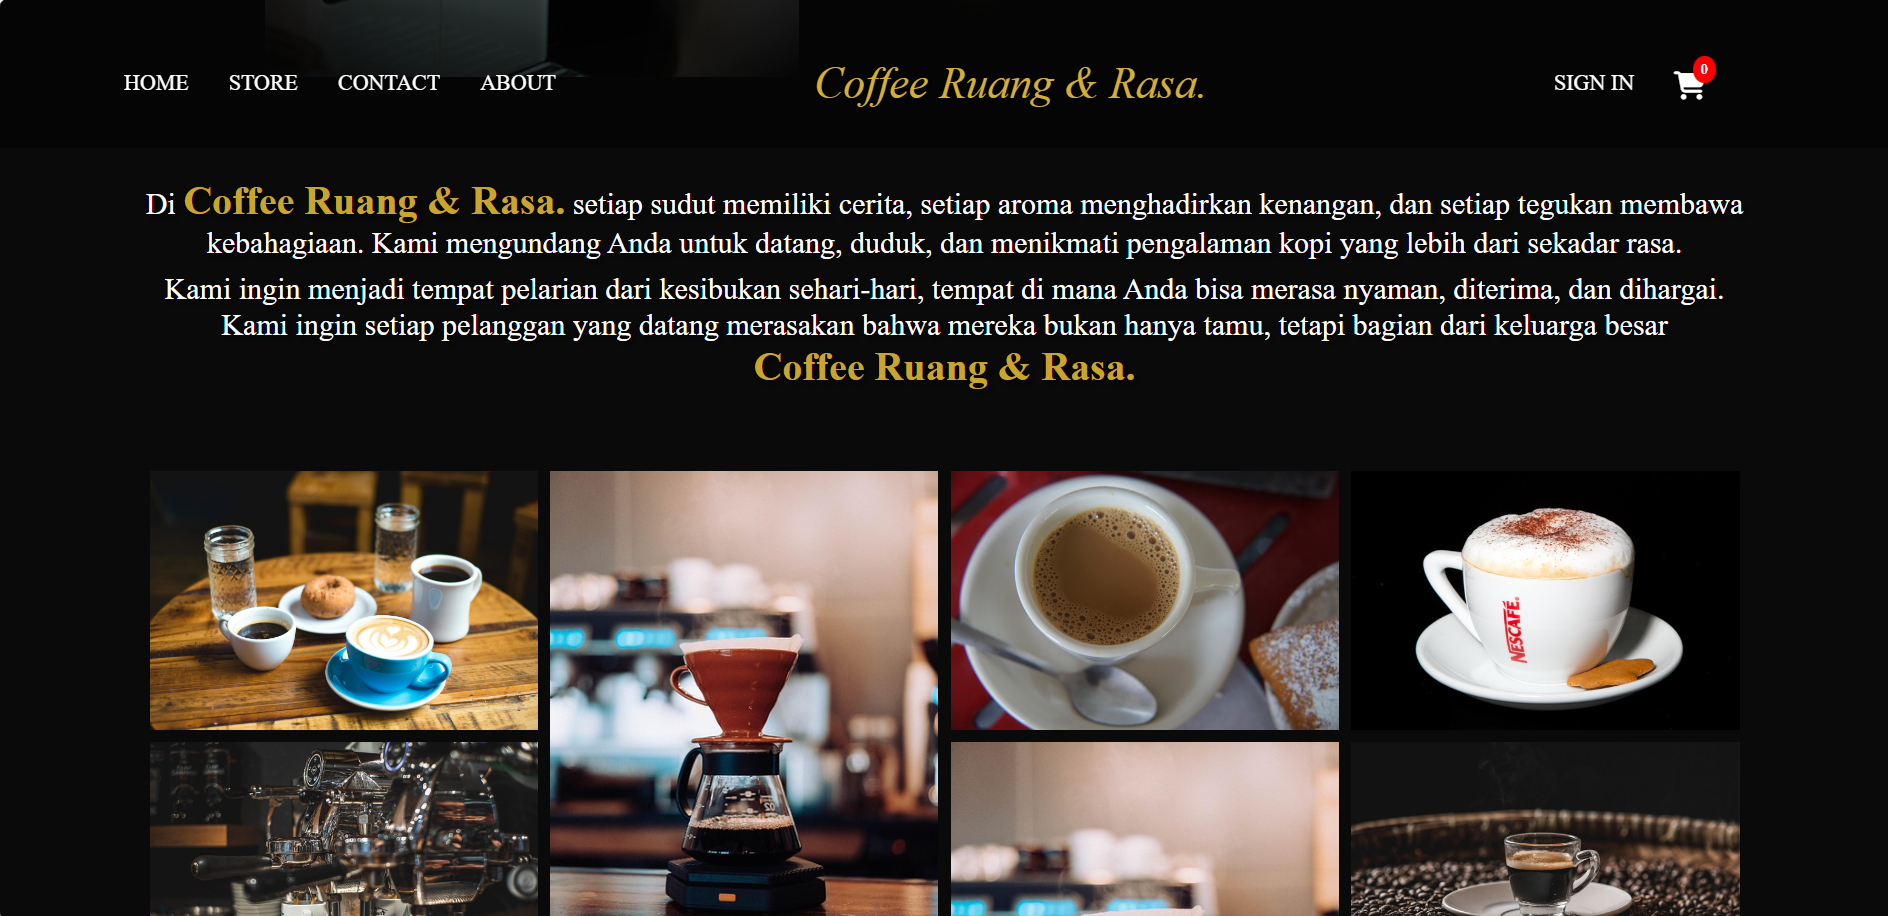 HOME STORE CONTACT ABOUT Coffee Ruang & Rasa. SIGN IN 0
Di Coffee Ruang & Rasa. setiap sudut memiliki cerita, setiap aroma menghadirkan kenangan, dan setiap tegukan membawa
kebahagiaan. Kami mengundang Anda untuk datang, duduk, dan menikmati pengalaman kopi yang lebih dari sekadar rasa.
Kami ingin menjadi tempat pelarian dari kesibukan sehari-hari, tempat di mana Anda bisa merasa nyaman, diterima, dan dihargai.
Kami ingin setiap pelanggan yang datang merasakan bahwa mereka bukan hanya tamu, tetapi bagian dari keluarga besar
Coffee Ruang & Rasa.
NESCAFÉ